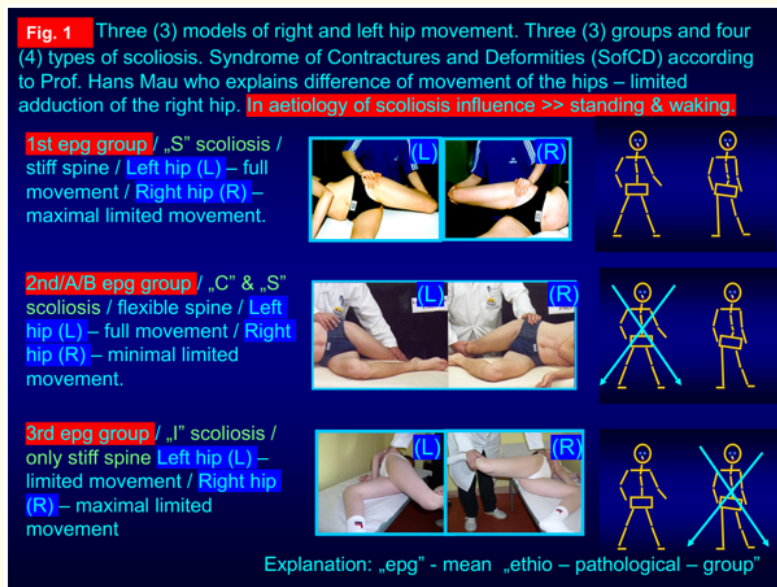 Fig. 1 Three (3) models of right and left hip movement. Three (3) groups and four
(4) types of scoliosis. Syndrome of Contractures and Deformities (SofCD) according
to Prof. Hans Mau who explains difference of movement of the hips – limited
adduction of the right hip. In aetiology of scoliosis influence >> standing & waking.
1st epg group / „S” scoliosis /
stiff spine / Left hip (L) – full
movement / Right hip (R) –
maximal limited movement.
(L)
(R)
2nd/A/B epg group / „C” & „S”
scoliosis / flexible spine / Left
hip (L) – full movement / Right
hip (R) – minimal limited
movement.
(L)
(R)
3rd epg group / „I” scoliosis /
only stiff spine Left hip (L) –
limited movement / Right hip
(R) – maximal limited
movement
(L)
(R)
Explanation: „epg” - mean „ethio – pathological – group”